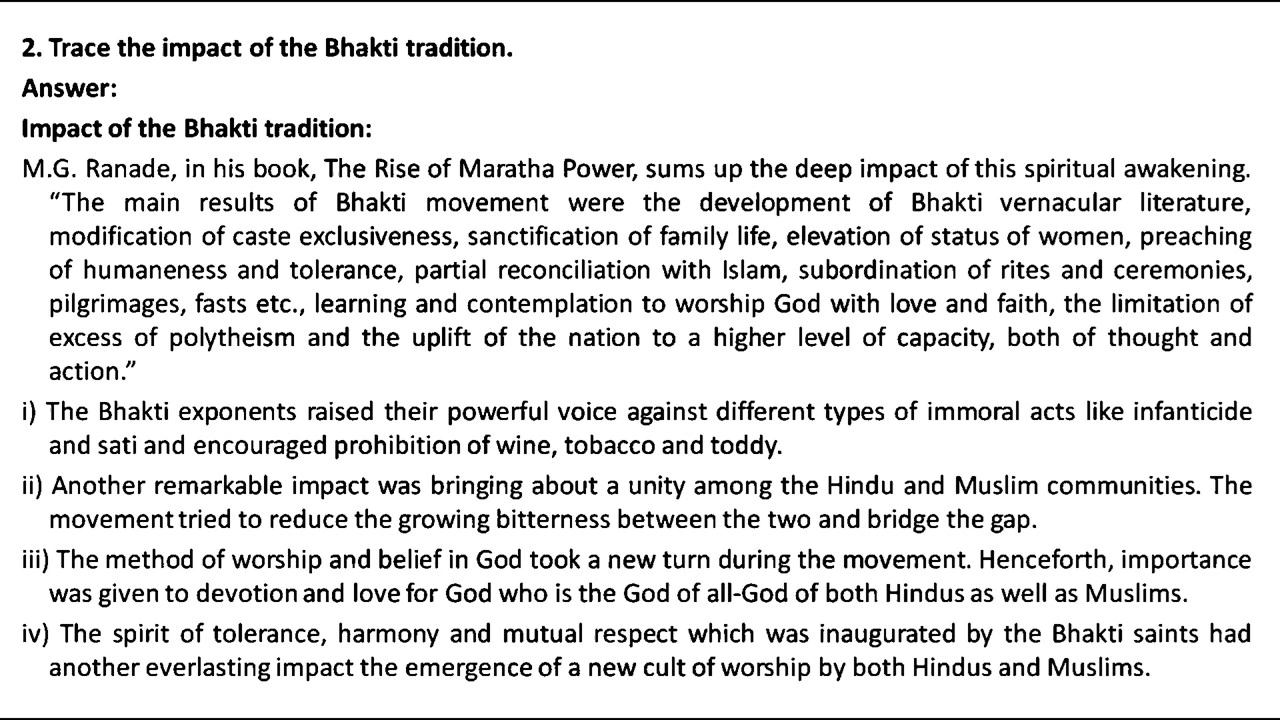 2. Trace the impact of the Bhakti tradition.
Answer:
Impact of the Bhakti tradition:
M.G. Ranade, in his book, The Rise of Maratha Power, sums up the deep impact of this spiritual awakening.
“The main results of Bhakti movement were the development of Bhakti vernacular literature,
modification of caste exclusiveness, sanctification of family life, elevation of status of women, preaching
of humaneness and tolerance, partial reconciliation with Islam, subordination of rites and ceremonies,
pilgrimages, fasts etc., learning and contemplation to worship God with love and faith, the limitation of
excess of polytheism and the uplift of the nation to a higher level of capacity, both of thought and
action.”
i) The Bhakti exponents raised their powerful voice against different types of immoral acts like infanticide
and sati and encouraged prohibition of wine, tobacco and toddy.
ii) Another remarkable impact was bringing about a unity among the Hindu and Muslim communities. The
movement tried to reduce the growing bitterness between the two and bridge the gap.
iii) The method of worship and belief in God took a new turn during the movement. Henceforth, importance
was given to devotion and love for God who is the God of all-God of both Hindus as well as Muslims.
iv) The spirit of tolerance, harmony and mutual respect which was inaugurated by the Bhakti saints had
another everlasting impact the emergence of a new cult of worship by both Hindus and Muslims.